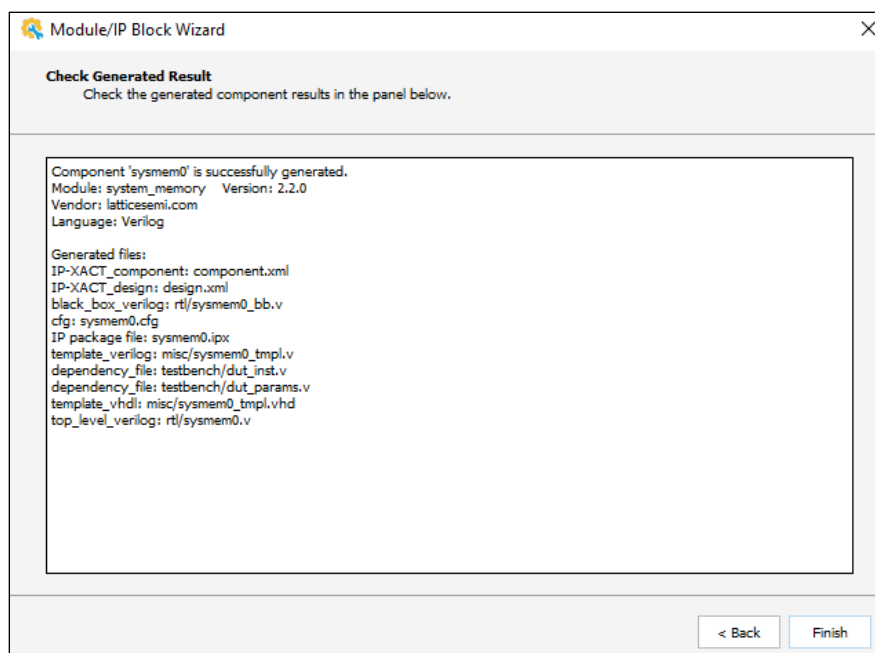 Module/IP Block Wizard
Check Generated Result
Check the generated component results in the panel below.
Component 'sysmem0' is successfully generated.
Module: system_memory    Version: 2.2.0
Vendor: latticesemi.com
Language: Verilog
Generated files:
IP-XACT_component: component.xml
IP-XACT_design: design.xml
black_box_verilog: rtl/sysmem0_bb.v
cfg: sysmem0.cfg
IP package file: sysmem0.ipx
template_verilog: misc/sysmem0_tmpl.v
dependency_file: testbench/dut_inst.v
dependency_file: testbench/dut_params.v
template_vhdl: misc/sysmem0_tmpl.vhd
top_level_verilog: rtl/sysmem0.v
< Back    Finish